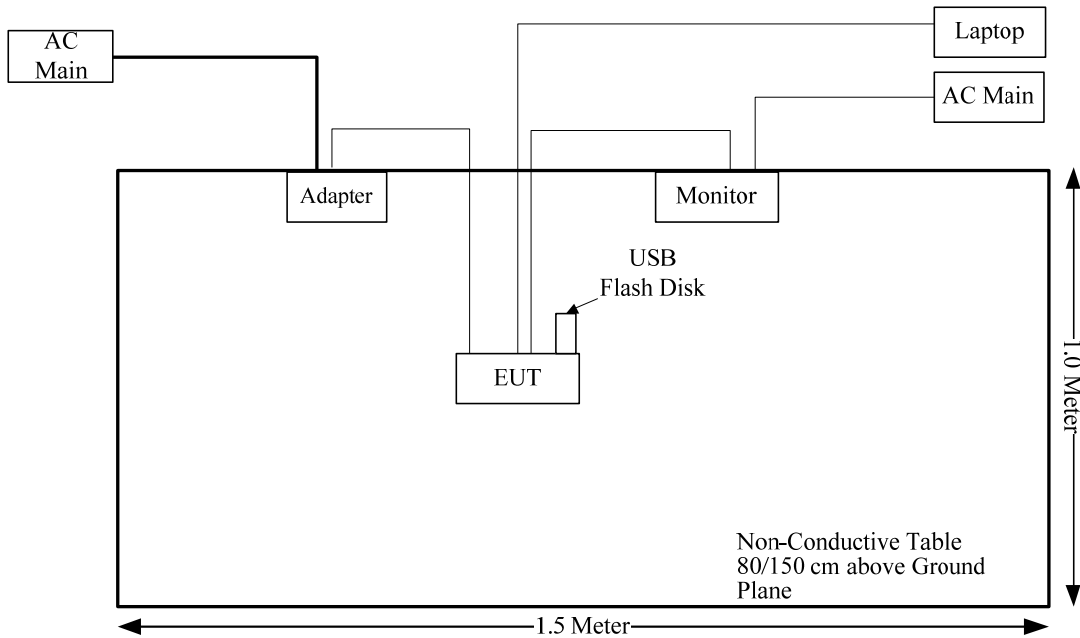 AC
Main
Laptop
AC Main
Adapter
Monitor
USB
Flash Disk
EUT
1.0 Meter
Non-Conductive Table
80/150 cm above Ground
Plane
1.5 Meter